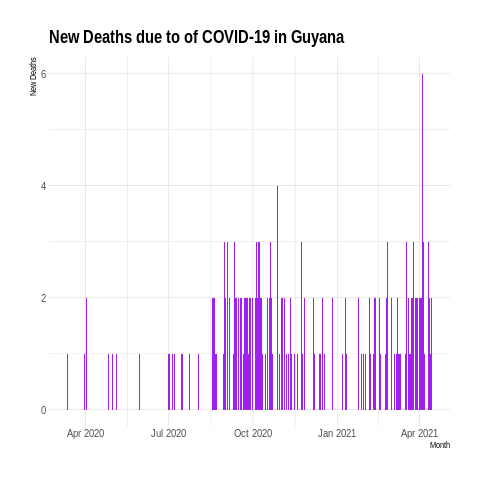 New Deaths due to of COVID-19 in Guyana
New Deaths
6
4
2
0
Apr 2020 Jul 2020 Oct 2020 Jan 2021 Apr 2021
Month